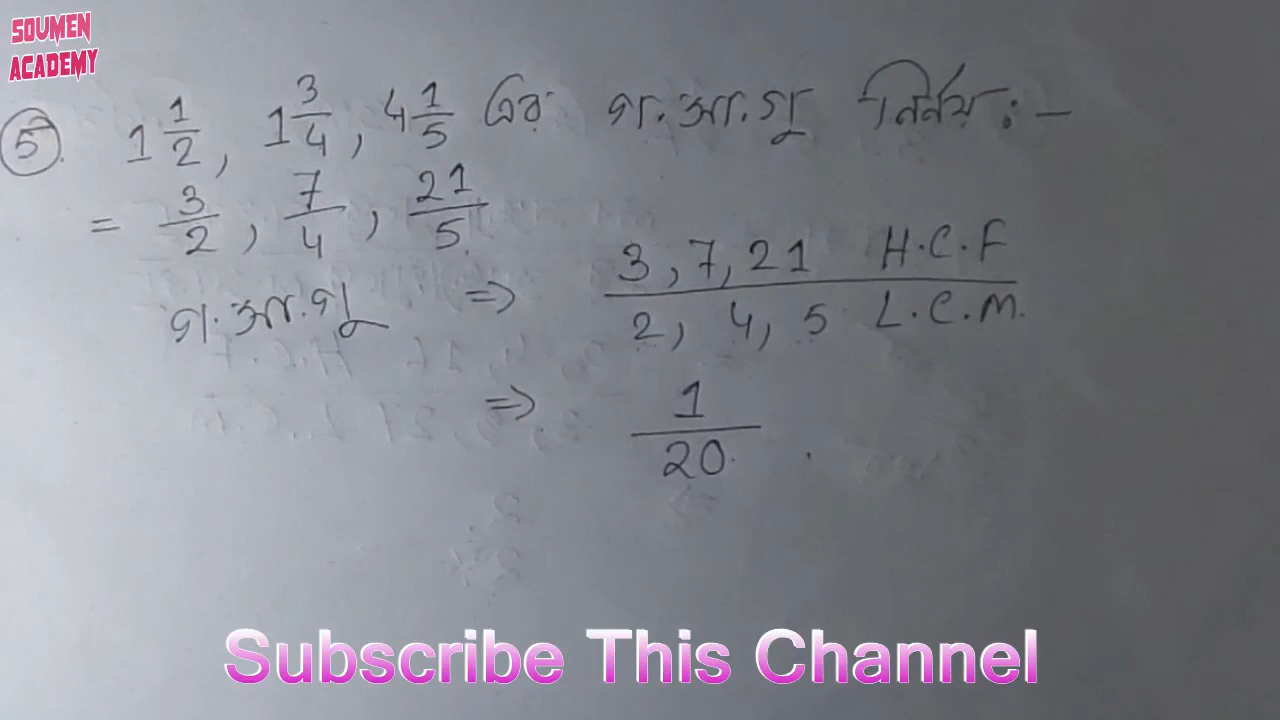 SOUMEN
ACADEMY
⑤. 1 1/2, 1 3/4, 4 1/5 এর গ.সা.গু নির্ণয় :-
= 3/2, 7/4, 21/5
গ.সা.গু ⇒ 3, 7, 21 H.C.F / 2, 4, 5 L.C.M.
⇒ 1/20.
Subscribe This Channel